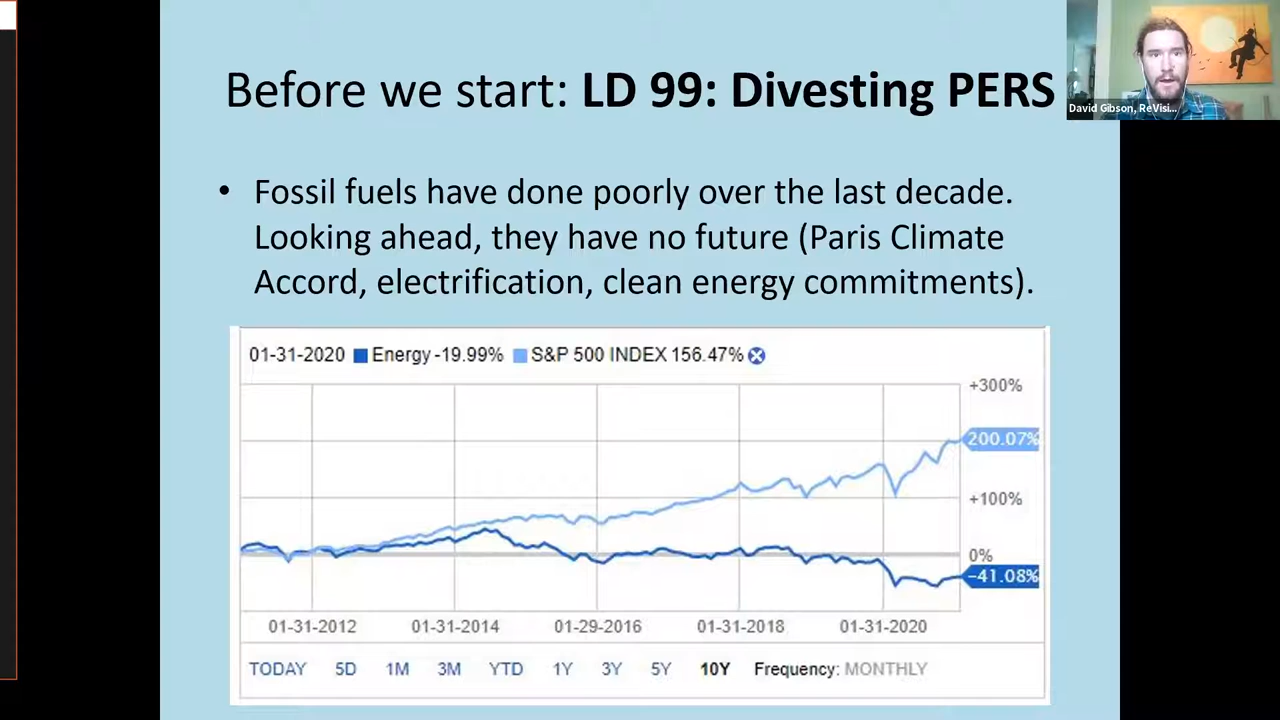 Before we start: LD 99: Divesting PERS
David Gibson, ReVisi...
• Fossil fuels have done poorly over the last decade.
Looking ahead, they have no future (Paris Climate
Accord, electrification, clean energy commitments).
01-31-2020 Energy -19.99% S&P 500 INDEX 156.47%
+300%
200.07%
+100%
0%
-41.08%
01-31-2012 01-31-2014 01-29-2016 01-31-2018 01-31-2020
TODAY 5D 1M 3M YTD 1Y 3Y 5Y 10Y Frequency: MONTHLY